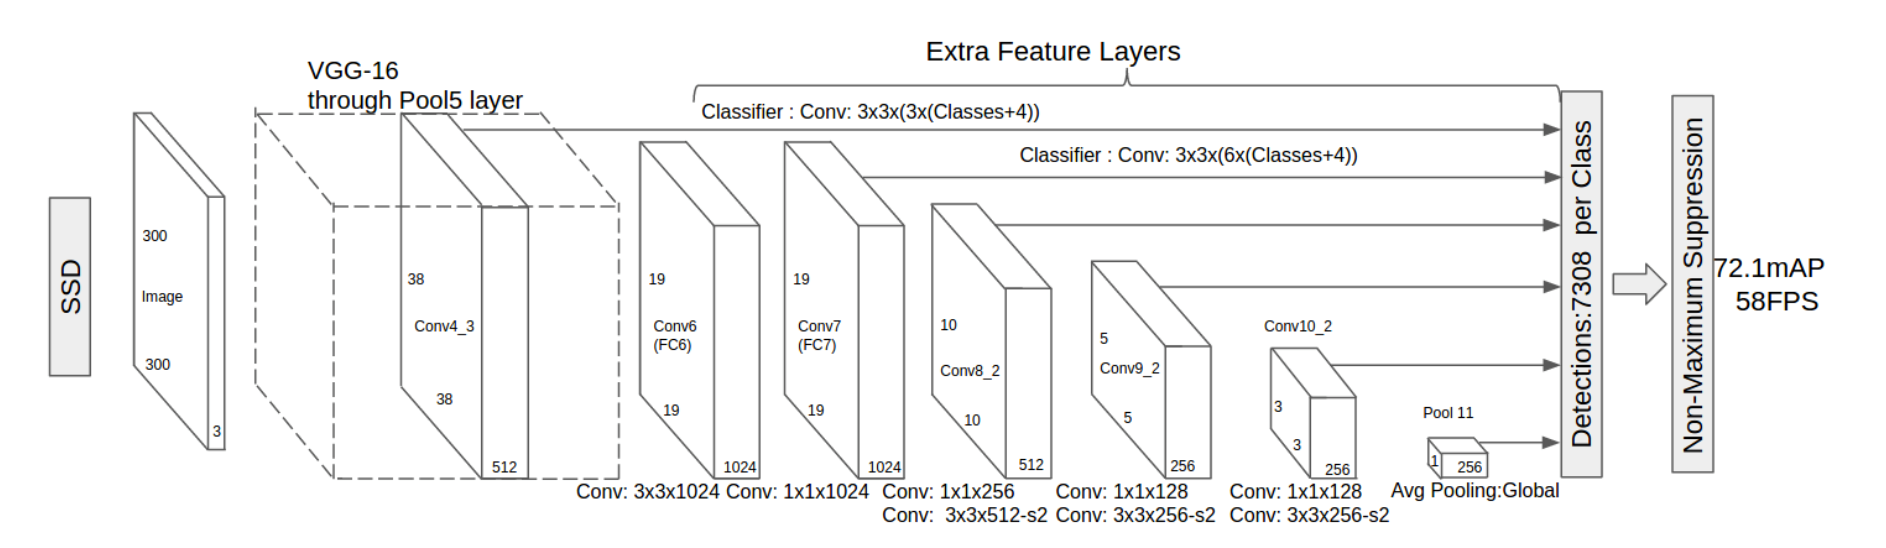 Extra Feature Layers
VGG-16
through Pool5 layer
Classifier : Conv: 3x3x(3x(Classes+4))
Classifier : Conv: 3x3x(6x(Classes+4))
SSD
300
Image
300
3
38
Conv4_3
38
512
19
Conv6
(FC6)
19
1024
19
Conv7
(FC7)
19
1024
10
Conv8_2
10
512
5
Conv9_2
5
256
Conv10_2
3
3
256
Pool 11
1
256
Conv: 3x3x1024
Conv: 1x1x1024
Conv: 1x1x256
Conv: 3x3x512-s2
Conv: 1x1x128
Conv: 3x3x256-s2
Conv: 1x1x128
Conv: 3x3x256-s2
Avg Pooling:Global
Detections:7308 per Class
Non-Maximum Suppression
72.1mAP
58FPS